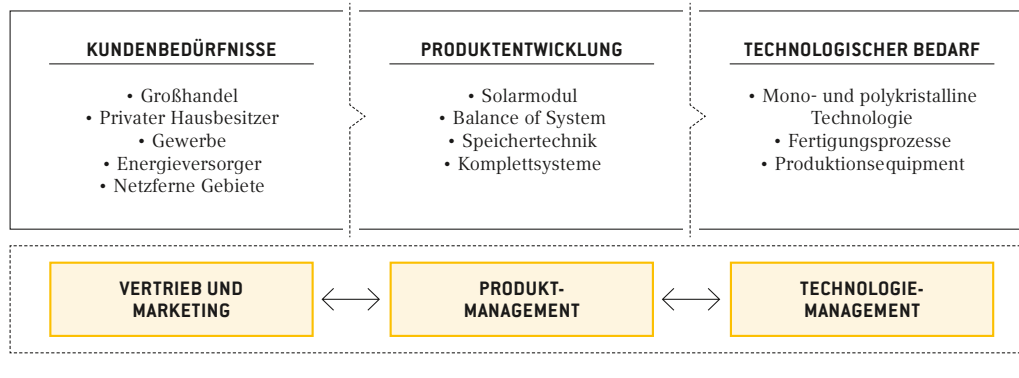 KUNDENBEDÜRFNISSE
• Großhandel
• Privater Hausbesitzer
• Gewerbe
• Energieversorger
• Netzferne Gebiete
PRODUKTENTWICKLUNG
• Solarmodul
• Balance of System
• Speichertechnik
• Komplettsysteme
TECHNOLOGISCHER BEDARF
• Mono- und polykristalline
Technologie
• Fertigungsprozesse
• Produktionsequipment
VERTRIEB UND
MARKETING
PRODUKT-
MANAGEMENT
TECHNOLOGIE-
MANAGEMENT